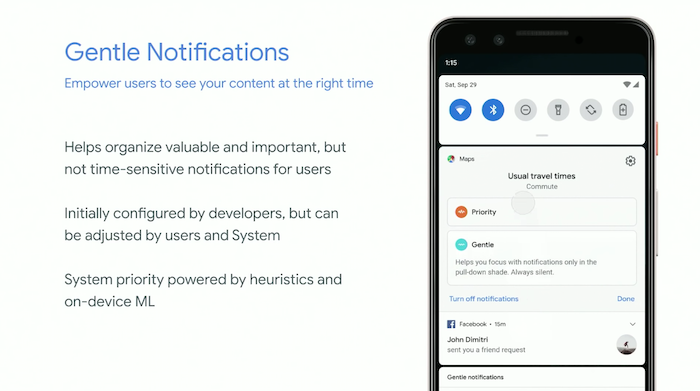 Gentle Notifications
Empower users to see your content at the right time
Helps organize valuable and important, but
not time-sensitive notifications for users
Initially configured by developers, but can
be adjusted by users and System
System priority powered by heuristics and
on-device ML
1:15
Sat, Sep 29
Maps
Usual travel times
Commute
Priority
Gentle
Helps you focus with notifications only in the
pull-down shade. Always silent.
Turn off notifications Done
Facebook • 15m
John Dimitri
sent you a friend request
Gentle notifications